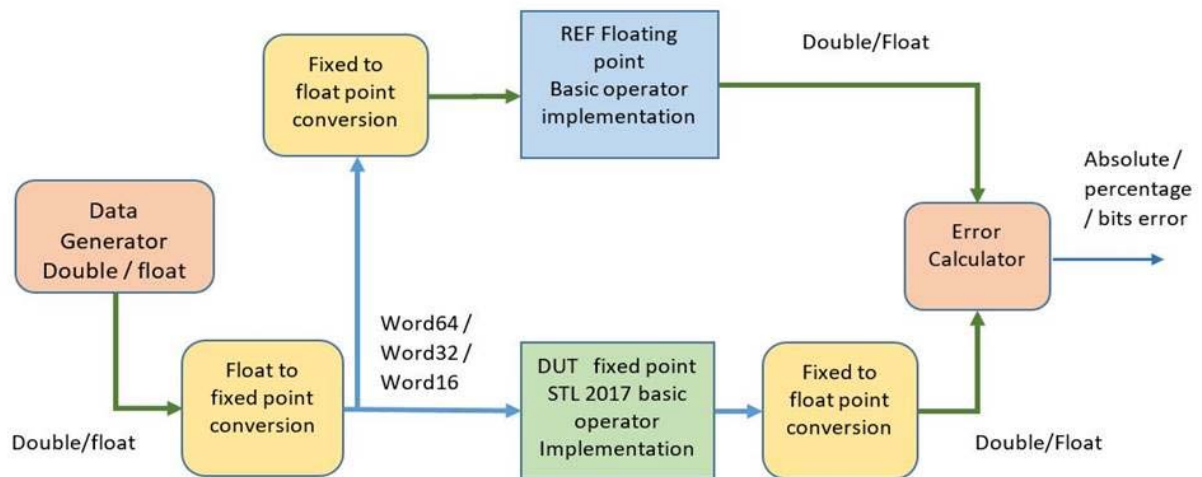 REF Floating
point
Basic operator
implementation
Double/Float
Fixed to
float point
conversion
Absolute /
percentage
/ bits error
Data
Generator
Double / float
Error
Calculator
Word64 /
Word32 /
Word16
Float to
fixed point
conversion
DUT fixed point
STL 2017 basic
operator
Implementation
Fixed to
float point
conversion
Double/float
Double/Float